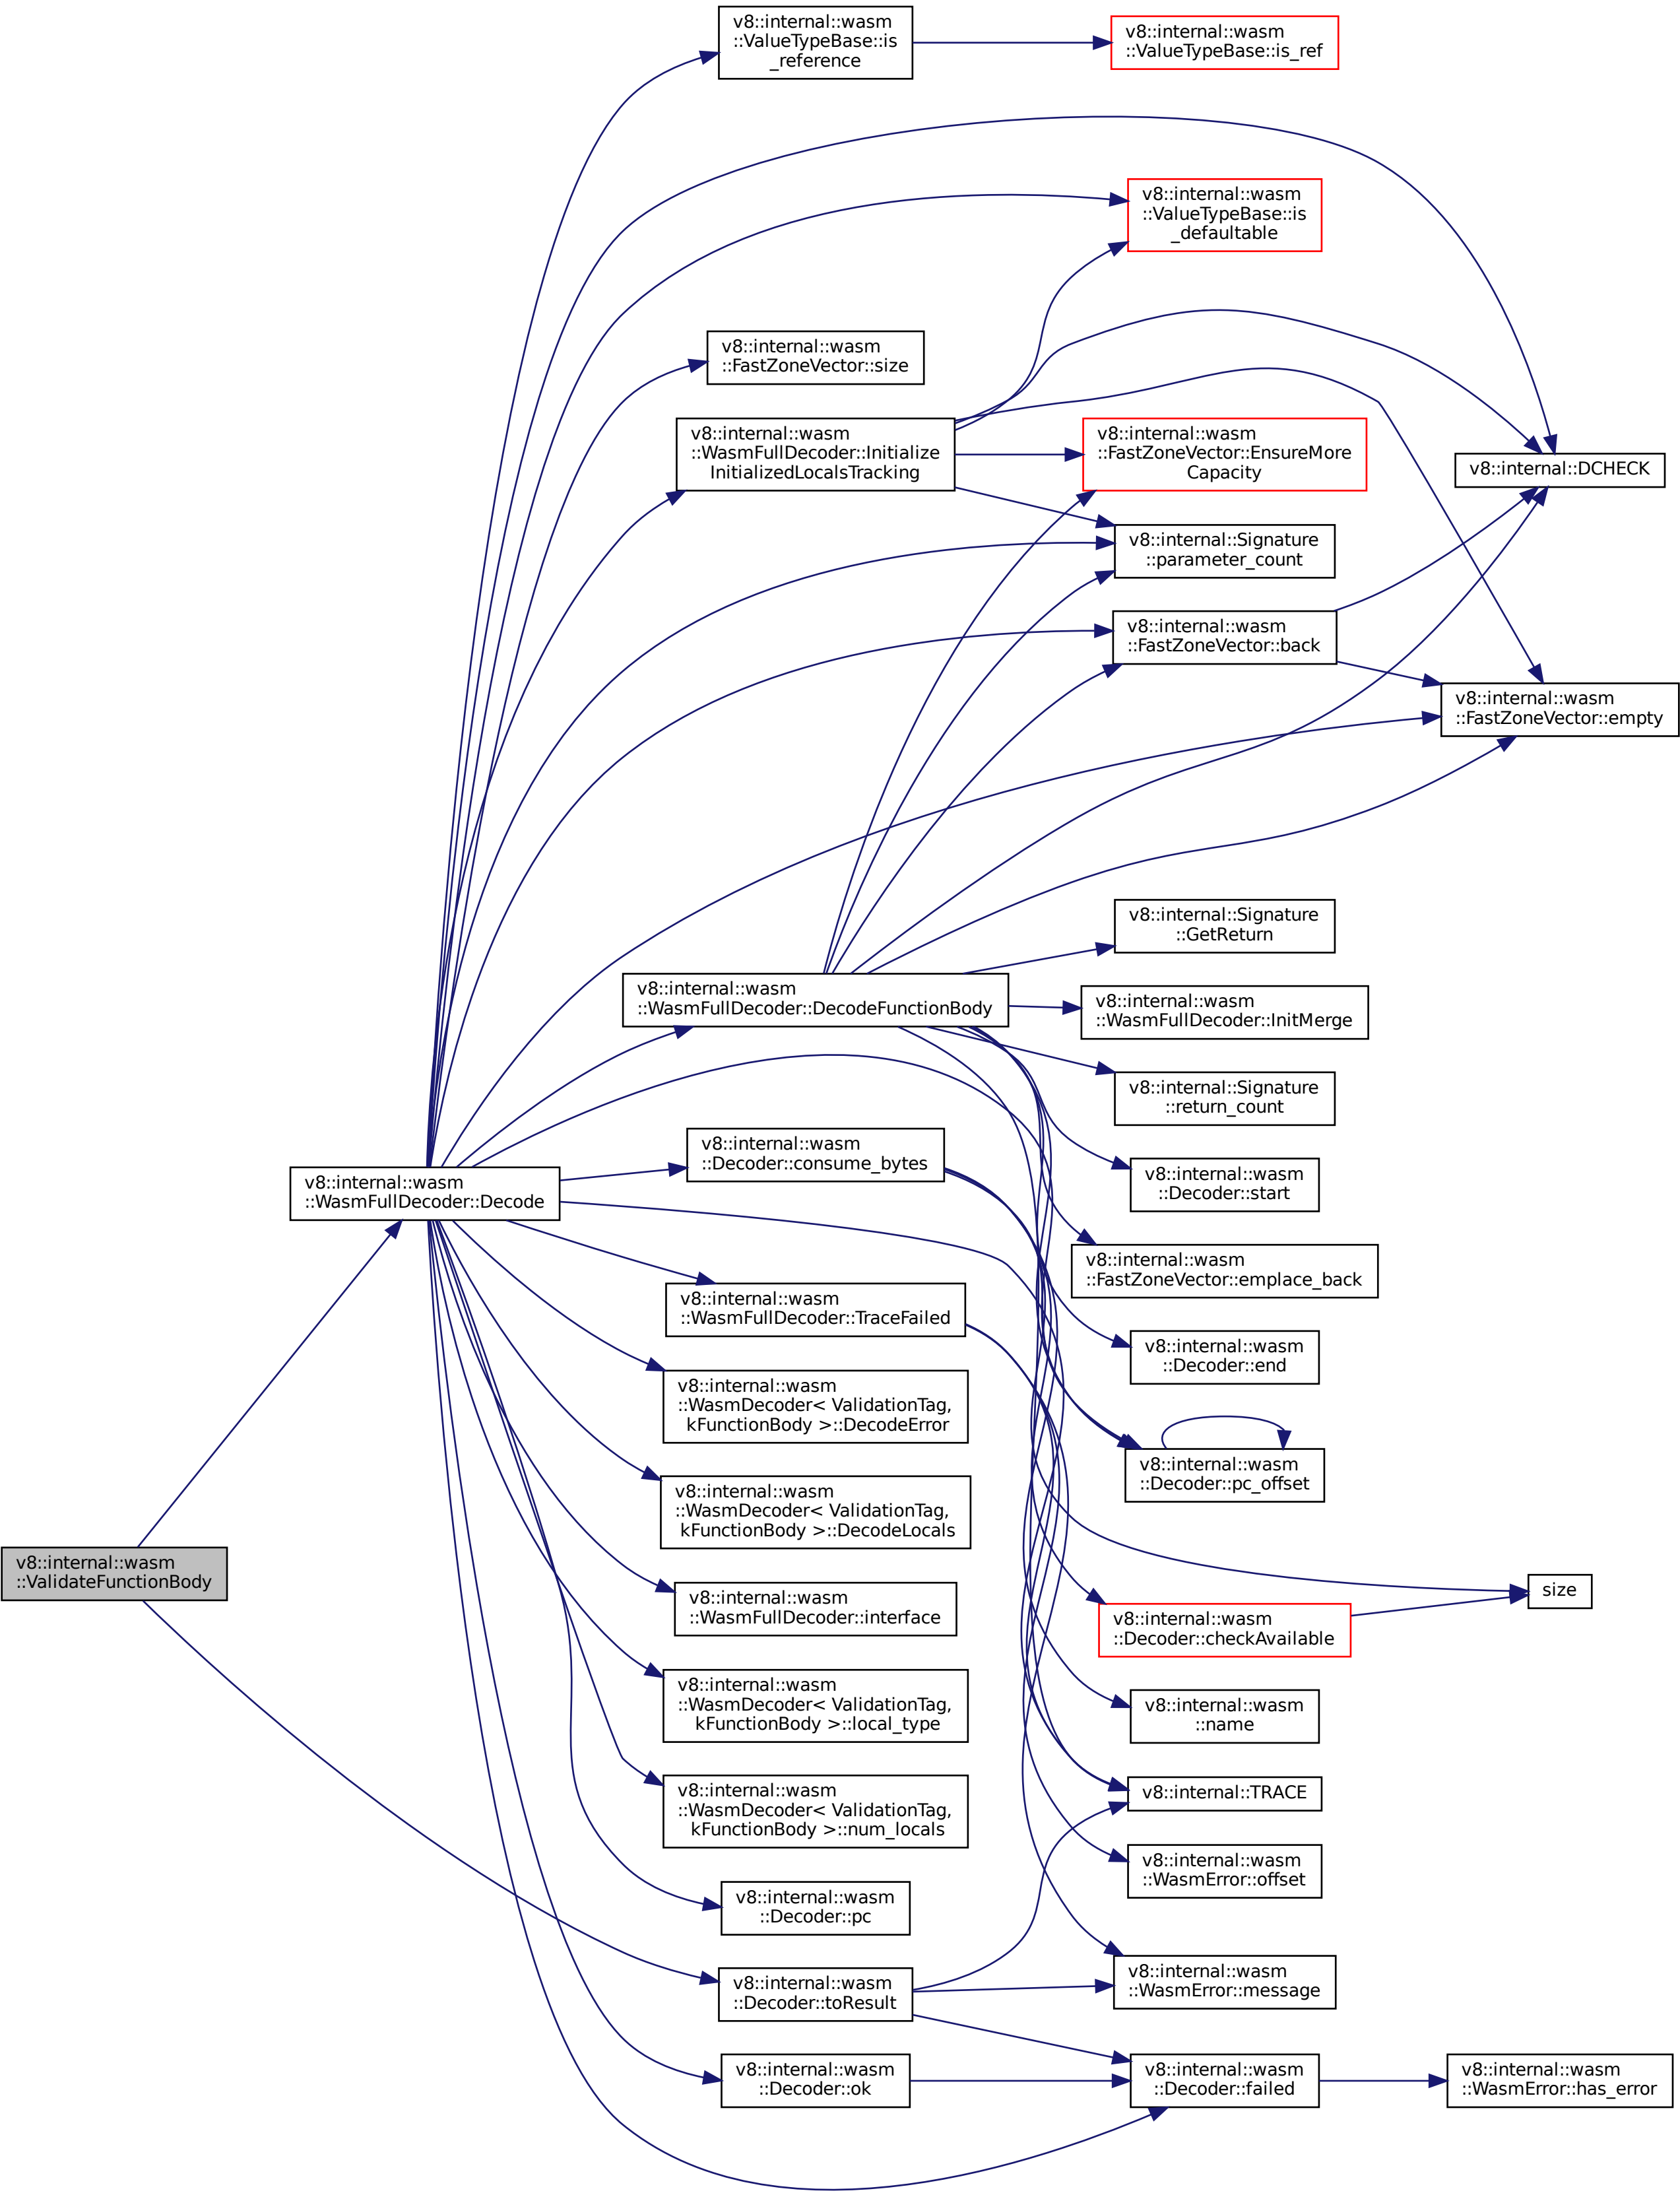 v8::internal::wasm
::ValueTypeBase::is
_reference
v8::internal::wasm
::ValueTypeBase::is_ref
v8::internal::wasm
::ValueTypeBase::is
_defaultable
v8::internal::wasm
::FastZoneVector::size
v8::internal::wasm
::WasmFullDecoder::Initialize
InitializedLocalsTracking
v8::internal::wasm
::FastZoneVector::EnsureMore
Capacity
v8::internal::DCHECK
v8::internal::Signature
::parameter_count
v8::internal::wasm
::FastZoneVector::back
v8::internal::wasm
::FastZoneVector::empty
v8::internal::Signature
::GetReturn
v8::internal::wasm
::WasmFullDecoder::DecodeFunctionBody
v8::internal::wasm
::WasmFullDecoder::InitMerge
v8::internal::Signature
::return_count
v8::internal::wasm
::Decoder::consume_bytes
v8::internal::wasm
::WasmFullDecoder::Decode
v8::internal::wasm
::Decoder::start
v8::internal::wasm
::FastZoneVector::emplace_back
v8::internal::wasm
::WasmFullDecoder::TraceFailed
v8::internal::wasm
::Decoder::end
v8::internal::wasm
::WasmDecoder< ValidationTag,
kFunctionBody >::DecodeError
v8::internal::wasm
::Decoder::pc_offset
v8::internal::wasm
::WasmDecoder< ValidationTag,
kFunctionBody >::DecodeLocals
v8::internal::wasm
::ValidateFunctionBody
size
v8::internal::wasm
::WasmFullDecoder::interface
v8::internal::wasm
::Decoder::checkAvailable
v8::internal::wasm
::WasmDecoder< ValidationTag,
kFunctionBody >::local_type
v8::internal::wasm
::name
v8::internal::TRACE
v8::internal::wasm
::WasmDecoder< ValidationTag,
kFunctionBody >::num_locals
v8::internal::wasm
::WasmError::offset
v8::internal::wasm
::Decoder::pc
v8::internal::wasm
::WasmError::message
v8::internal::wasm
::Decoder::toResult
v8::internal::wasm
::Decoder::ok
v8::internal::wasm
::Decoder::failed
v8::internal::wasm
::WasmError::has_error